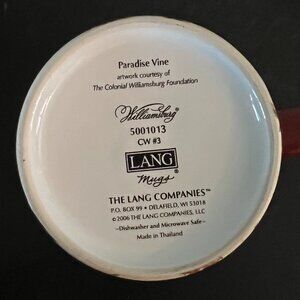 Paradise Vine
artwork courtesy of
The Colonial Williamsburg Foundation
Williamsburg®
5001013
CW #3
LANG
Mugs
THE LANG COMPANIES™
P.O. BOX 99 • DELAFIELD, WI 53018
©2006 THE LANG COMPANIES, LLC
~Dishwasher and Microwave Safe~
Made in Thailand